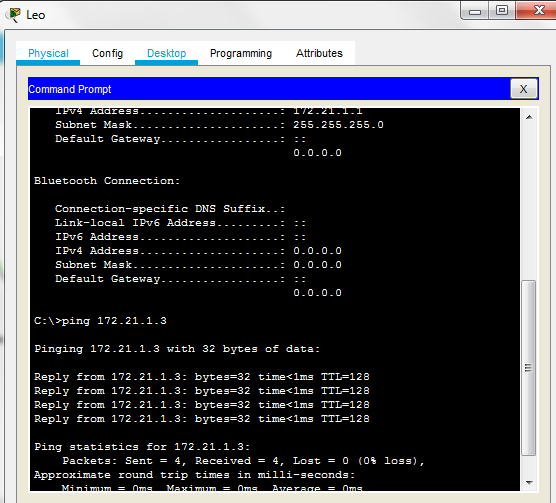 Leo
Physical Config Desktop Programming Attributes
Command Prompt X
IPv4 Address....................: 172.21.1.1
Subnet Mask.....................: 255.255.255.0
Default Gateway.................: ::
0.0.0.0
Bluetooth Connection:
Connection-specific DNS Suffix..:
Link-local IPv6 Address.........: ::
IPv6 Address....................: ::
IPv4 Address....................: 0.0.0.0
Subnet Mask.....................: 0.0.0.0
Default Gateway.................: ::
0.0.0.0
C:\>ping 172.21.1.3
Pinging 172.21.1.3 with 32 bytes of data:
Reply from 172.21.1.3: bytes=32 time<1ms TTL=128
Reply from 172.21.1.3: bytes=32 time<1ms TTL=128
Reply from 172.21.1.3: bytes=32 time<1ms TTL=128
Reply from 172.21.1.3: bytes=32 time<1ms TTL=128
Ping statistics for 172.21.1.3:
Packets: Sent = 4, Received = 4, Lost = 0 (0% loss),
Approximate round trip times in milli-seconds:
Minimum = 0ms, Maximum = 0ms, Average = 0ms